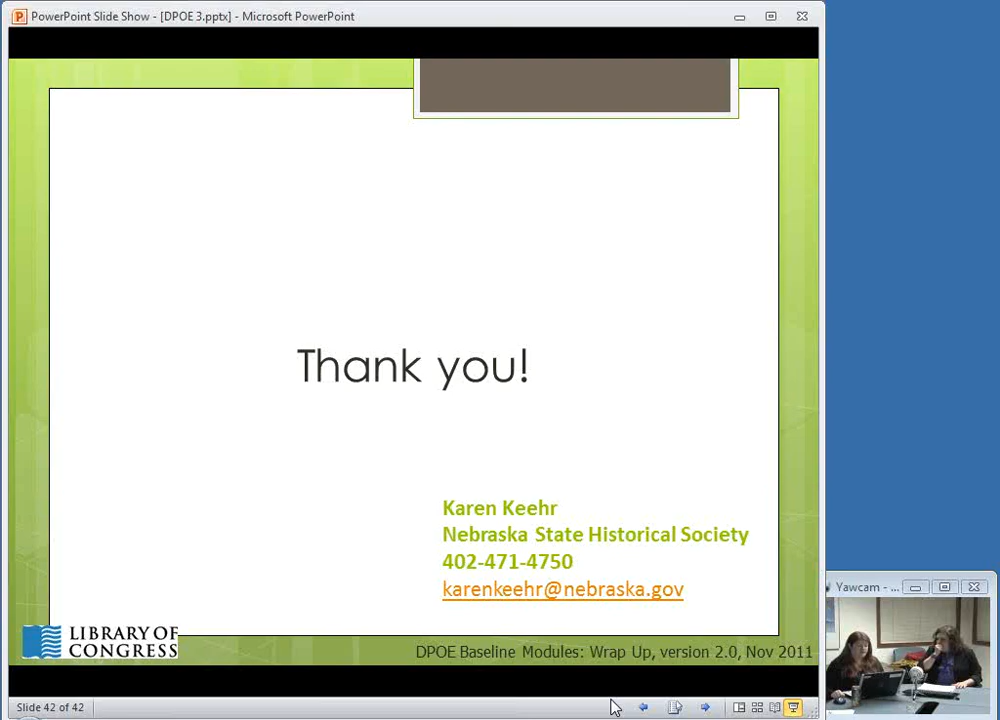 PowerPoint Slide Show - [DPOE 3.pptx] - Microsoft PowerPoint
Thank you!
Karen Keehr
Nebraska State Historical Society
402-471-4750
karenkeehr@nebraska.gov
LIBRARY OF
CONGRESS
DPOE Baseline Modules: Wrap Up, version 2.0, Nov 2011
Yawcam - ...
Slide 42 of 42